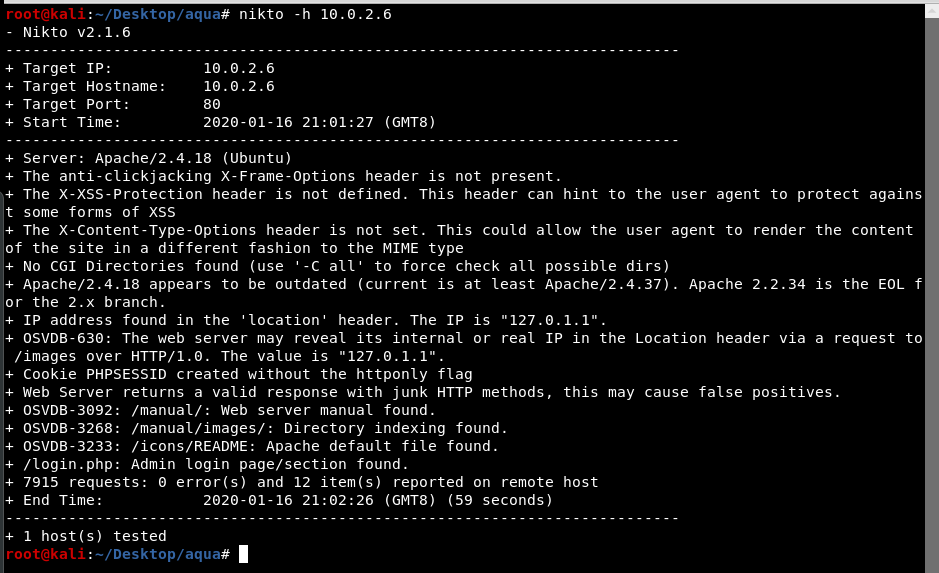 root@kali:~/Desktop/aqua# nikto -h 10.0.2.6
- Nikto v2.1.6
---------------------------------------------------------------------------
+ Target IP:          10.0.2.6
+ Target Hostname:    10.0.2.6
+ Target Port:        80
+ Start Time:         2020-01-16 21:01:27 (GMT8)
---------------------------------------------------------------------------
+ Server: Apache/2.4.18 (Ubuntu)
+ The anti-clickjacking X-Frame-Options header is not present.
+ The X-XSS-Protection header is not defined. This header can hint to the user agent to protect agains
t some forms of XSS
+ The X-Content-Type-Options header is not set. This could allow the user agent to render the content
of the site in a different fashion to the MIME type
+ No CGI Directories found (use '-C all' to force check all possible dirs)
+ Apache/2.4.18 appears to be outdated (current is at least Apache/2.4.37). Apache 2.2.34 is the EOL f
or the 2.x branch.
+ IP address found in the 'location' header. The IP is "127.0.1.1".
+ OSVDB-630: The web server may reveal its internal or real IP in the Location header via a request to
 /images over HTTP/1.0. The value is "127.0.1.1".
+ Cookie PHPSESSID created without the httponly flag
+ Web Server returns a valid response with junk HTTP methods, this may cause false positives.
+ OSVDB-3092: /manual/: Web server manual found.
+ OSVDB-3268: /manual/images/: Directory indexing found.
+ OSVDB-3233: /icons/README: Apache default file found.
+ /login.php: Admin login page/section found.
+ 7915 requests: 0 error(s) and 12 item(s) reported on remote host
+ End Time:           2020-01-16 21:02:26 (GMT8) (59 seconds)
---------------------------------------------------------------------------
+ 1 host(s) tested
root@kali:~/Desktop/aqua#